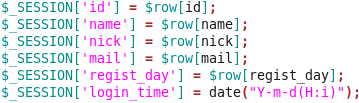 $_SESSION['id'] = $row[id];
$_SESSION['name'] = $row[name];
$_SESSION['nick'] = $row[nick];
$_SESSION['mail'] = $row[mail];
$_SESSION['regist_day'] = $row[regist_day];
$_SESSION['login_time'] = date("Y-m-d(H:i)");